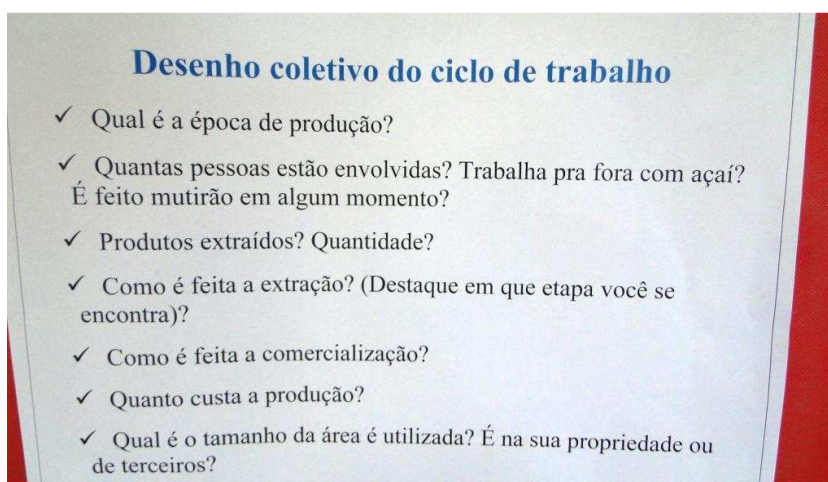 Desenho coletivo do ciclo de trabalho
✓ Qual é a época de produção?
✓ Quantas pessoas estão envolvidas? Trabalha pra fora com açaí?
É feito mutirão em algum momento?
✓ Produtos extraídos? Quantidade?
✓ Como é feita a extração? (Destaque em que etapa você se
encontra)?
✓ Como é feita a comercialização?
✓ Quanto custa a produção?
✓ Qual é o tamanho da área é utilizada? É na sua propriedade ou
de terceiros?